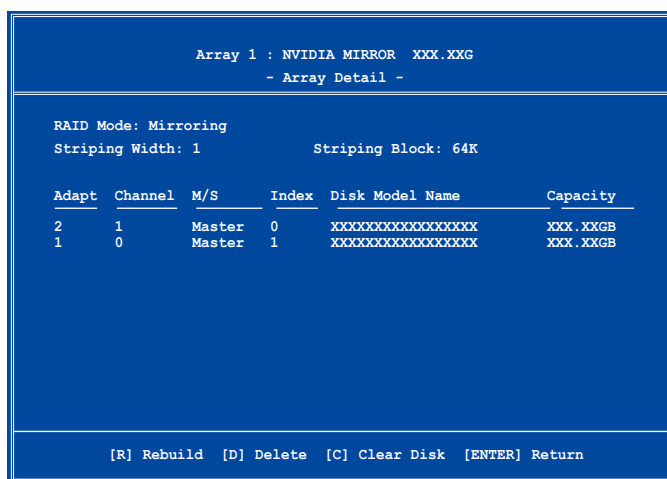 Array 1 : NVIDIA MIRROR XXX.XXG
- Array Detail -
RAID Mode: Mirroring
Striping Width: 1 Striping Block: 64K
Adapt Channel M/S Index Disk Model Name Capacity
2 1 Master 0 XXXXXXXXXXXXXXXXX XXX.XXGB
1 0 Master 1 XXXXXXXXXXXXXXXXX XXX.XXGB
[R] Rebuild [D] Delete [C] Clear Disk [ENTER] Return